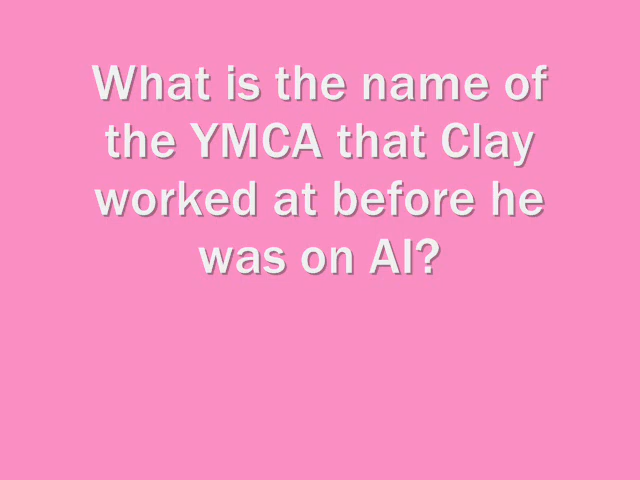 What is the name of
the YMCA that Clay
worked at before he
was on AI?